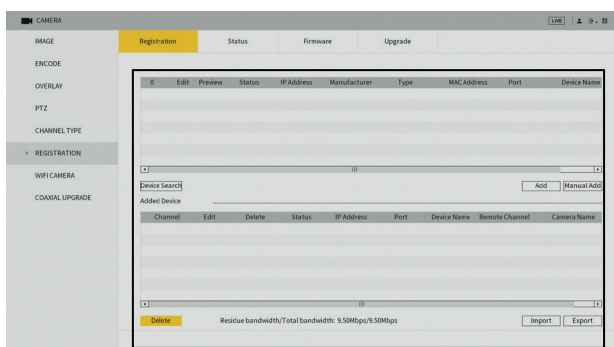 CAMERA
LIVE
IMAGE
ENCODE
OVERLAY
PTZ
CHANNEL TYPE
REGISTRATION
WIFI CAMERA
COAXIAL UPGRADE
Registration Status Firmware Upgrade
0 Edit Preview Status IP Address Manufacturer Type MAC Address Port Device Name
Device Search Add Manual Add
Added Device
Channel Edit Delete Status IP Address Port Device Name Remote Channel Camera Name
Delete Residue bandwidth/Total bandwidth: 9.50Mbps/9.50Mbps Import Export